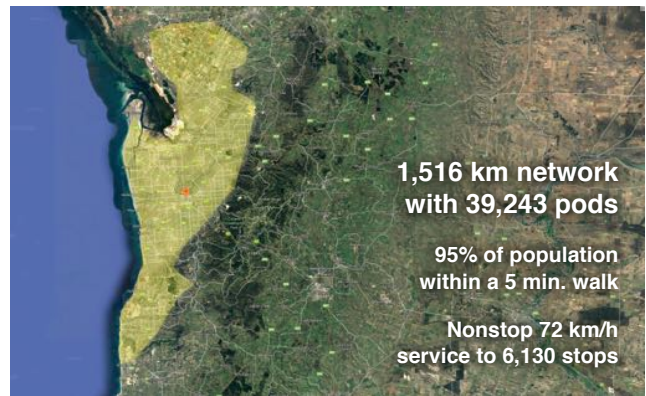 1,516 km network
with 39,243 pods
95% of population
within a 5 min. walk
Nonstop 72 km/h
service to 6,130 stops